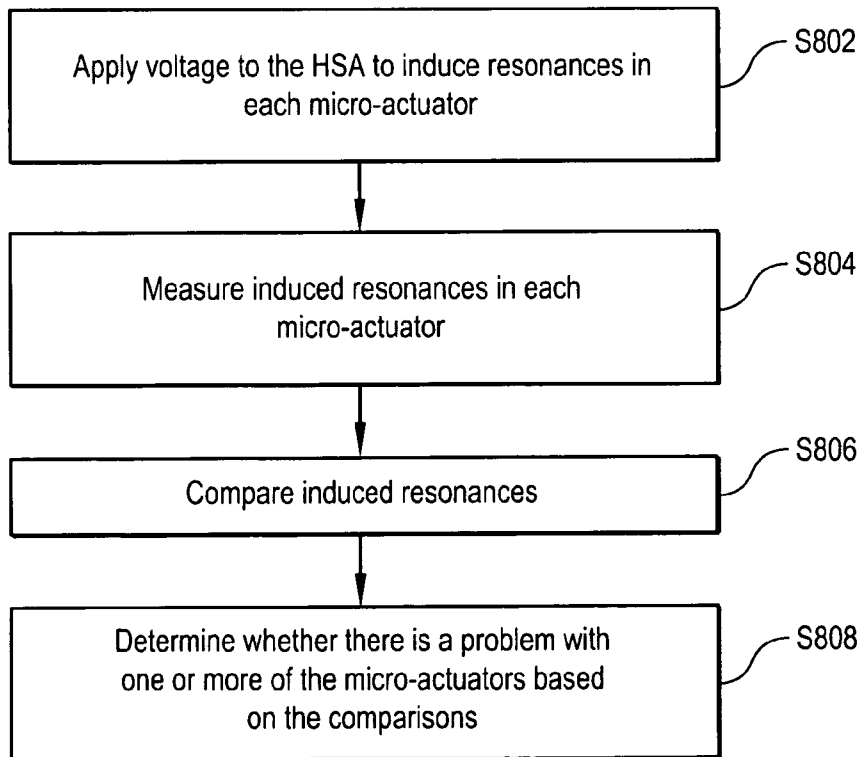 Apply voltage to the HSA to induce resonances in
each micro-actuator
S802
Measure induced resonances in each
micro-actuator
S804
Compare induced resonances
S806
Determine whether there is a problem with
one or more of the micro-actuators based
on the comparisons
S808